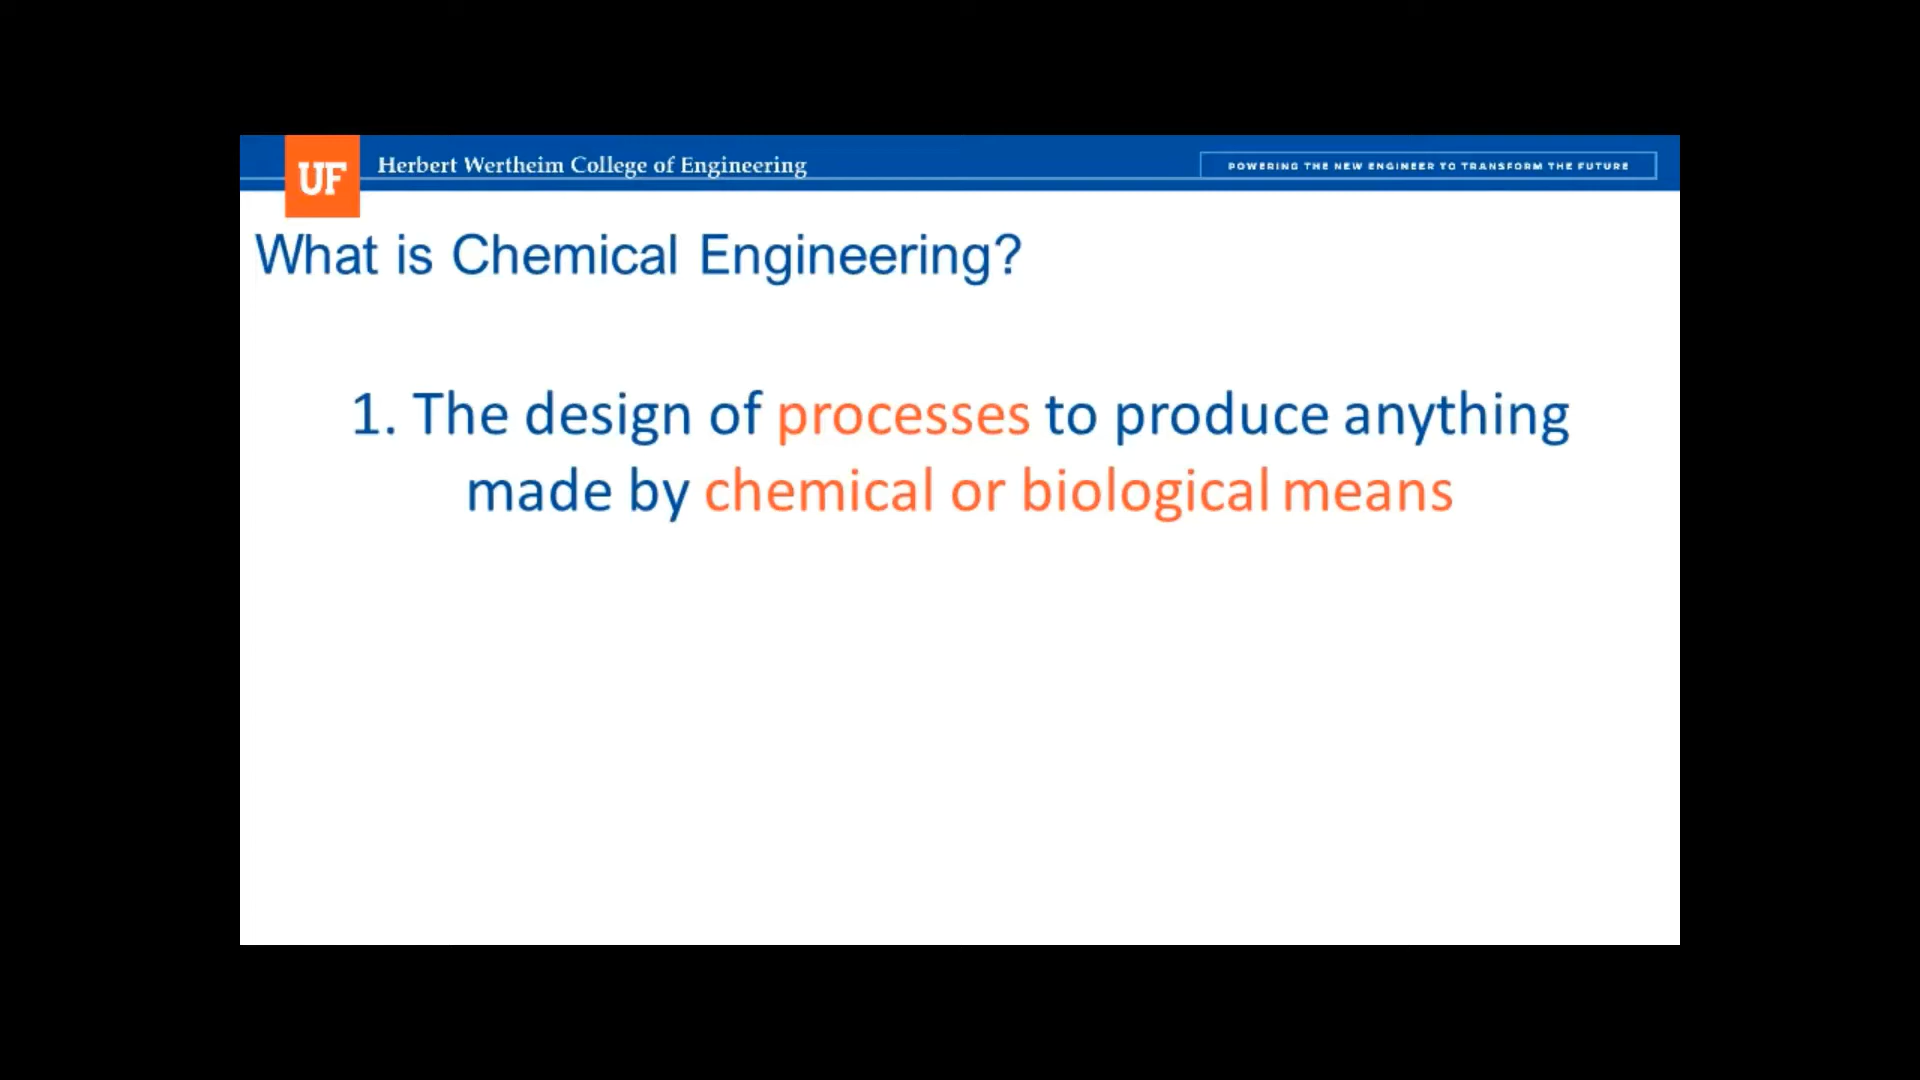 UF
Herbert Wertheim College of Engineering
POWERING THE NEW ENGINEER TO TRANSFORM THE FUTURE
What is Chemical Engineering?
1. The design of processes to produce anything
made by chemical or biological means